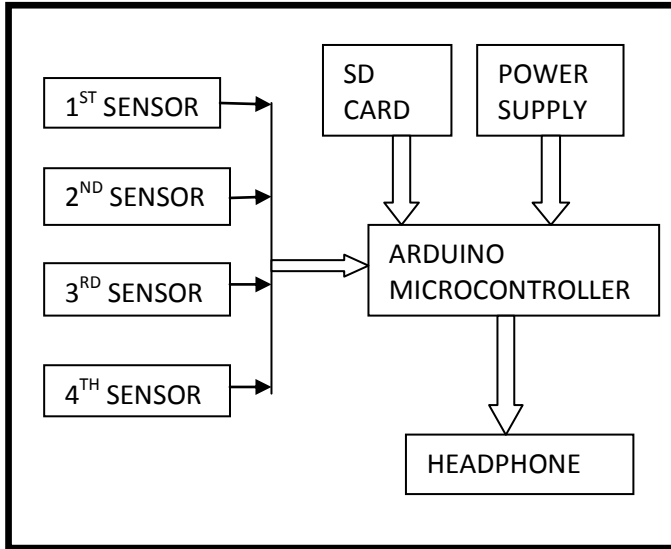 1ST SENSOR
2ND SENSOR
3RD SENSOR
4TH SENSOR
SD
CARD
POWER
SUPPLY
ARDUINO
MICROCONTROLLER
HEADPHONE